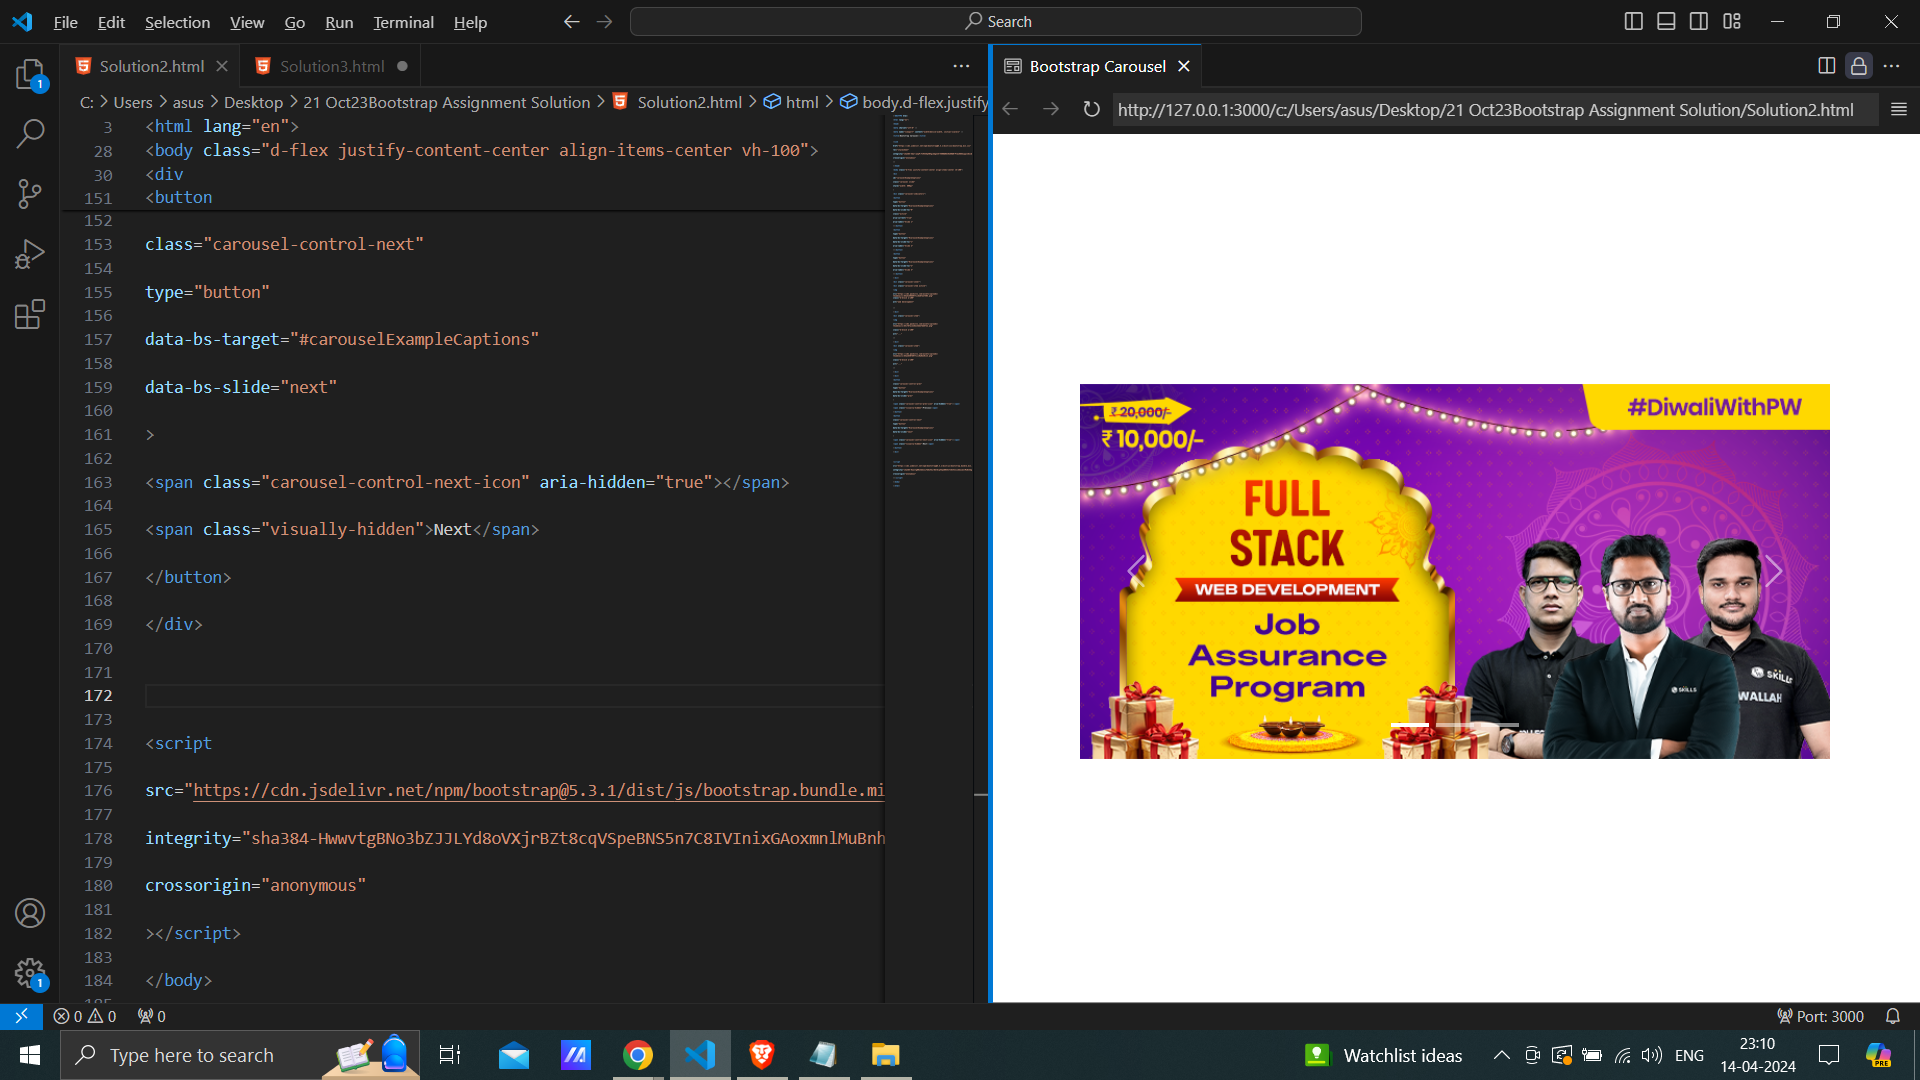 File Edit Selection View Go Run Terminal Help
Search
Solution2.html
Solution3.html
Bootstrap Carousel
C: > Users > asus > Desktop > 21 Oct23Bootstrap Assignment Solution > Solution2.html > html > body.d-flex.justify
http://127.0.0.1:3000/c:/Users/asus/Desktop/21 Oct23Bootstrap Assignment Solution/Solution2.html
1
3 <html lang="en">
28 <body class="d-flex justify-content-center align-items-center vh-100">
30 <div
151 <button
152
153 class="carousel-control-next"
154
155 type="button"
156
157 data-bs-target="#carouselExampleCaptions"
158
159 data-bs-slide="next"
160
161 >
162
163 <span class="carousel-control-next-icon" aria-hidden="true"></span>
164
165 <span class="visually-hidden">Next</span>
166
167 </button>
168
169 </div>
170
171
172
173
174 <script
175
176 src="https://cdn.jsdelivr.net/npm/bootstrap@5.3.1/dist/js/bootstrap.bundle.mi
177
178 integrity="sha384-HwwvtgBNo3bZJJLYd8oVXjrBZt8cqVSpeBNS5n7C8IVInixGAoxmnlMuBnh
179
180 crossorigin="anonymous"
181
182 ></script>
183
184 </body>
185
1
₹ 20,000/-
₹ 10,000/-
#DiwaliWithPW
FULL
STACK
WEB DEVELOPMENT
Job
Assurance
Program
SKILLS
SKILLS
WALLAH
0 0 0
Port: 3000
Type here to search
Watchlist ideas
ENG
23:10
14-04-2024
PRE